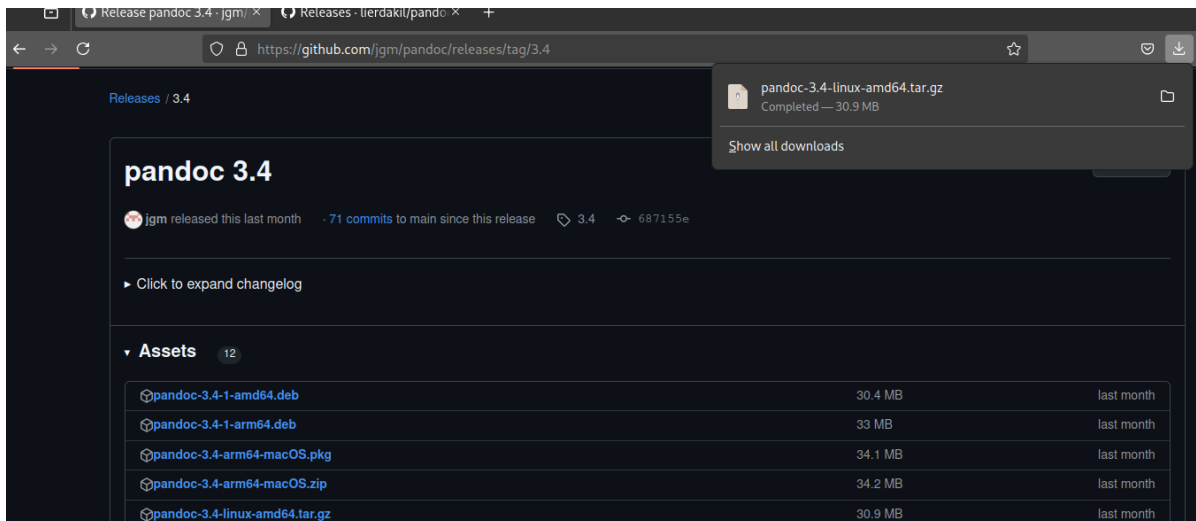 Release pandoc 3.4 · jgm/
Releases · lierdakil/pando
https://github.com/jgm/pandoc/releases/tag/3.4
pandoc-3.4-linux-amd64.tar.gz
Completed — 30.9 MB
Show all downloads
Releases / 3.4
pandoc 3.4
jgm released this last month · 71 commits to main since this release 3.4 687155e
Click to expand changelog
Assets 12
pandoc-3.4-1-amd64.deb 30.4 MB last month
pandoc-3.4-1-arm64.deb 33 MB last month
pandoc-3.4-arm64-macOS.pkg 34.1 MB last month
pandoc-3.4-arm64-macOS.zip 34.2 MB last month
pandoc-3.4-linux-amd64.tar.gz 30.9 MB last month